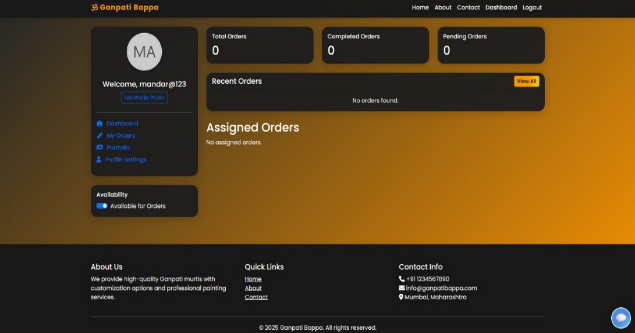 ॐ Ganpati Bappa
Home About Contact Dashboard Logout
MA
Welcome, mandar@123
Edit Profile Photo
Dashboard
My Orders
Portfolio
Profile Settings
Availability
Available for Orders
Total Orders
0
Completed Orders
0
Pending Orders
0
Recent Orders
View All
No orders found.
Assigned Orders
No assigned orders.
About Us
We provide high-quality Ganpati murtis with
customization options and professional painting
services.
Quick Links
Home
About
Contact
Contact Info
+91 1234567890
info@ganpatibappa.com
Mumbai, Maharashtra
© 2025 Ganpati Bappa. All rights reserved.